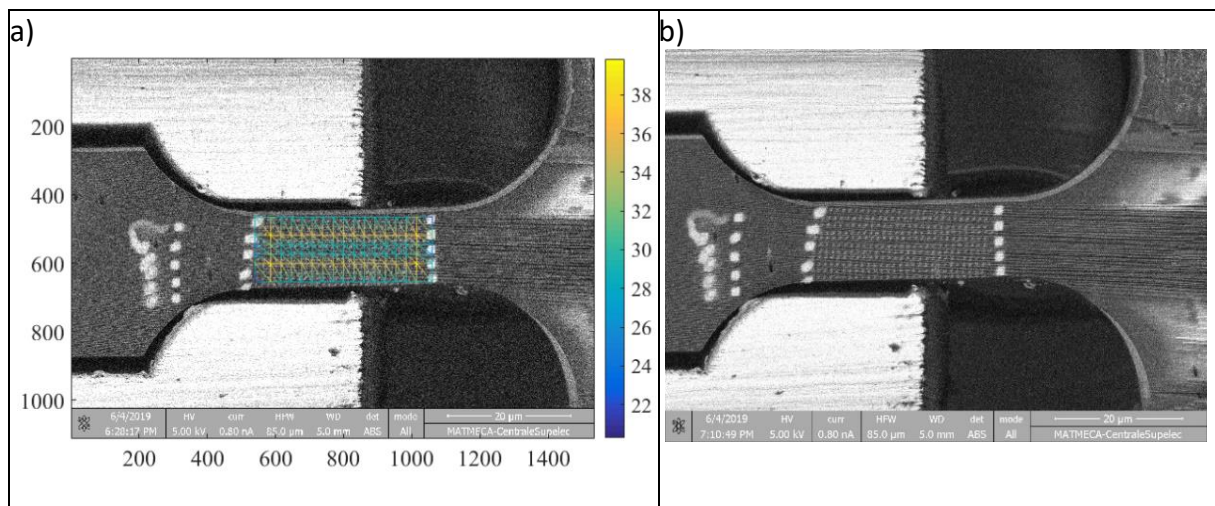 a)
b)
200
400
600
800
1000
200 400 600 800 1000 1200 1400
38
36
34
32
30
28
26
24
22
6/4/2019 HV curr HFW WD det mode 20 µm
6:28:17 PM 5.00 kV 0.80 nA 85.0 µm 5.0 mm ABS All MATMECA-CentraleSupelec
6/4/2019 HV curr HFW WD det mode 20 µm
7:10:49 PM 5.00 kV 0.80 nA 85.0 µm 5.0 mm ABS All MATMECA-CentraleSupelec